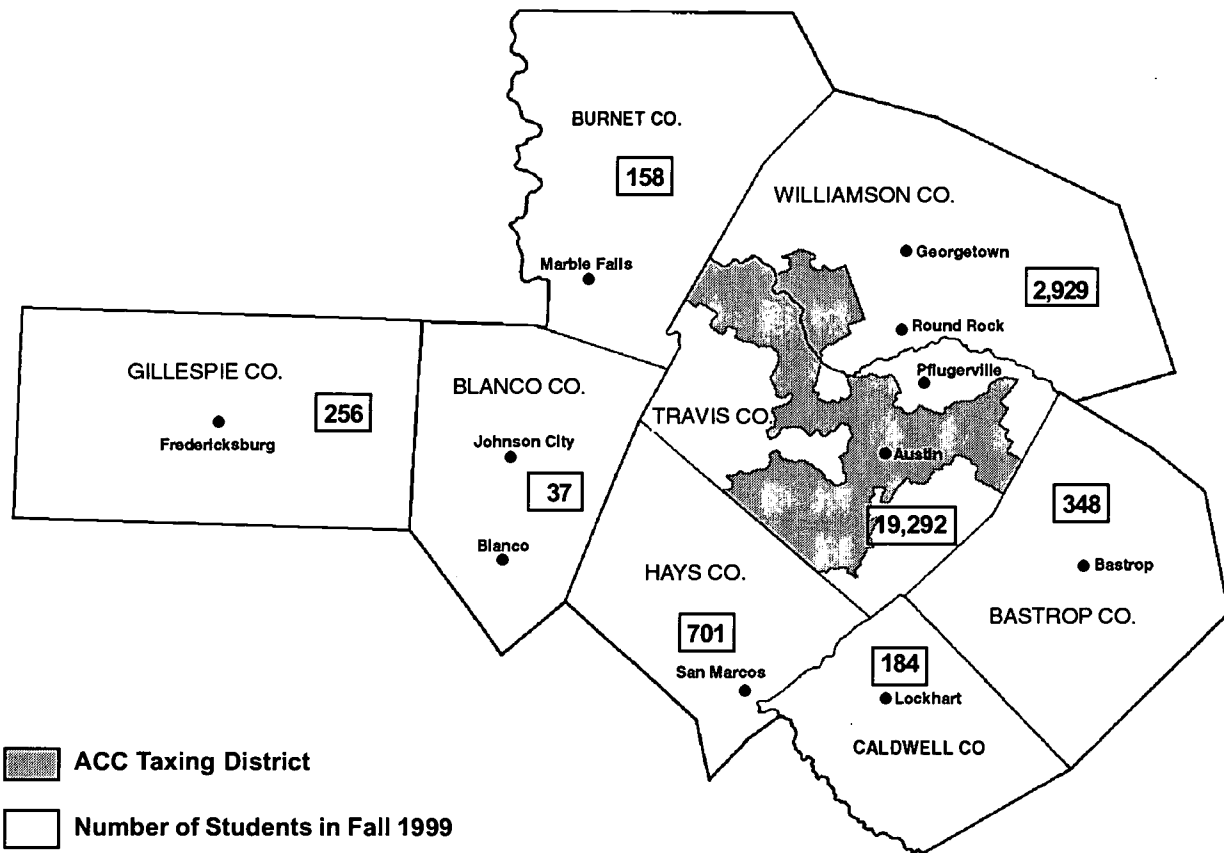 BURNET CO.
158
WILLIAMSON CO.
Georgetown
Marble Falls
2,929
Round Rock
GILLESPIE CO.
Pflugerville
BLANCO CO.
256
TRAVIS CO.
Fredericksburg
Johnson City
Austin
37
348
19,292
Blanco
Bastrop
HAYS CO.
BASTROP CO.
701
184
San Marcos
Lockhart
CALDWELL CO
ACC Taxing District
Number of Students in Fall 1999